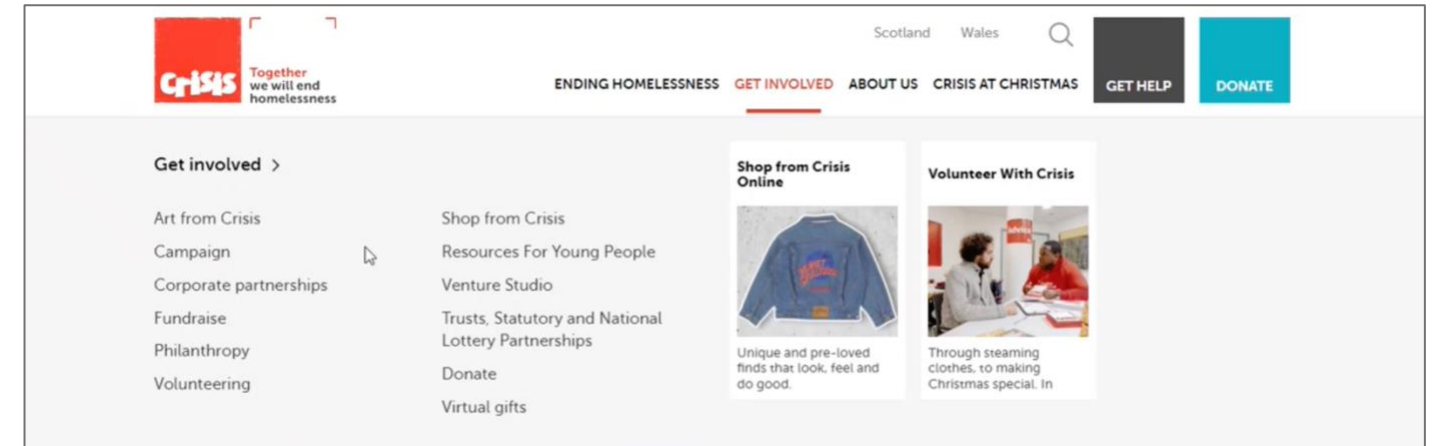 Scotland Wales
Crisis
Together
we will end
homelessness
ENDING HOMELESSNESS GET INVOLVED ABOUT US CRISIS AT CHRISTMAS GET HELP DONATE
Get involved >
Art from Crisis
Campaign
Corporate partnerships
Fundraise
Philanthropy
Volunteering
Shop from Crisis
Resources For Young People
Venture Studio
Trusts, Statutory and National
Lottery Partnerships
Donate
Virtual gifts
Shop from Crisis
Online
Unique and pre-loved
finds that look, feel and
do good.
Volunteer With Crisis
advice
Through steaming
clothes, to making
Christmas special. In